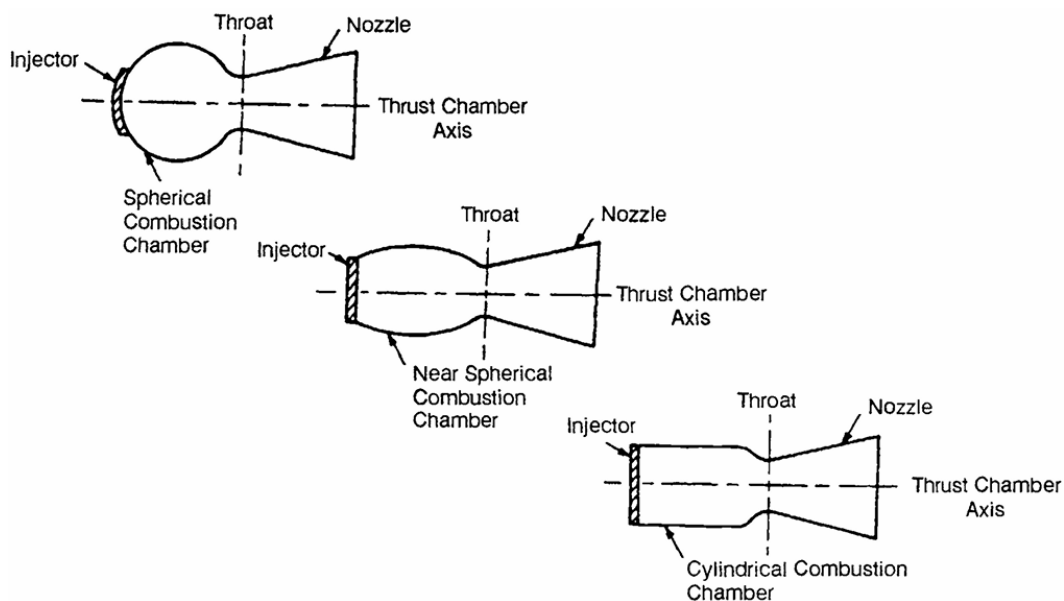 Throat
Nozzle
Injector
Thrust Chamber
Axis
Spherical
Combustion
Chamber
Throat
Nozzle
Injector
Thrust Chamber
Axis
Near Spherical
Combustion
Chamber
Throat
Nozzle
Injector
Thrust Chamber
Axis
Cylindrical Combustion
Chamber